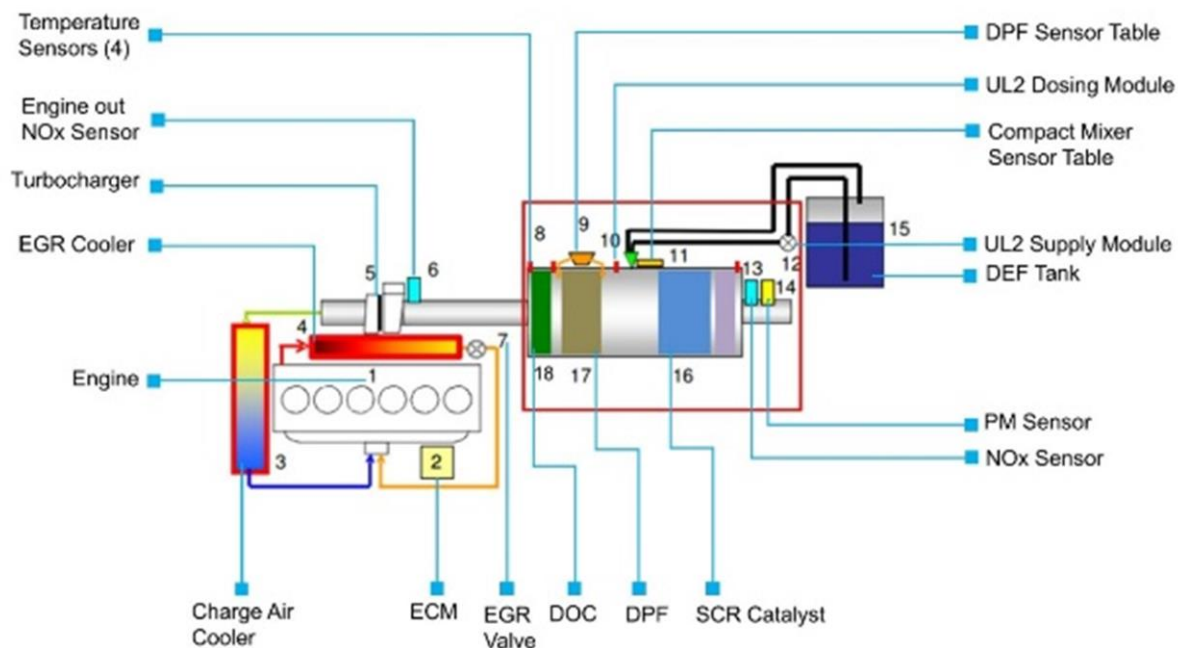 Temperature
Sensors (4)
Engine out
NOx Sensor
Turbocharger
EGR Cooler
Engine
DPF Sensor Table
UL2 Dosing Module
Compact Mixer
Sensor Table
UL2 Supply Module
DEF Tank
PM Sensor
NOx Sensor
8
9
10
11
12
15
5
6
13
14
4
7
1
18
17
16
3
2
Charge Air
Cooler
ECM
EGR
Valve
DOC
DPF
SCR Catalyst